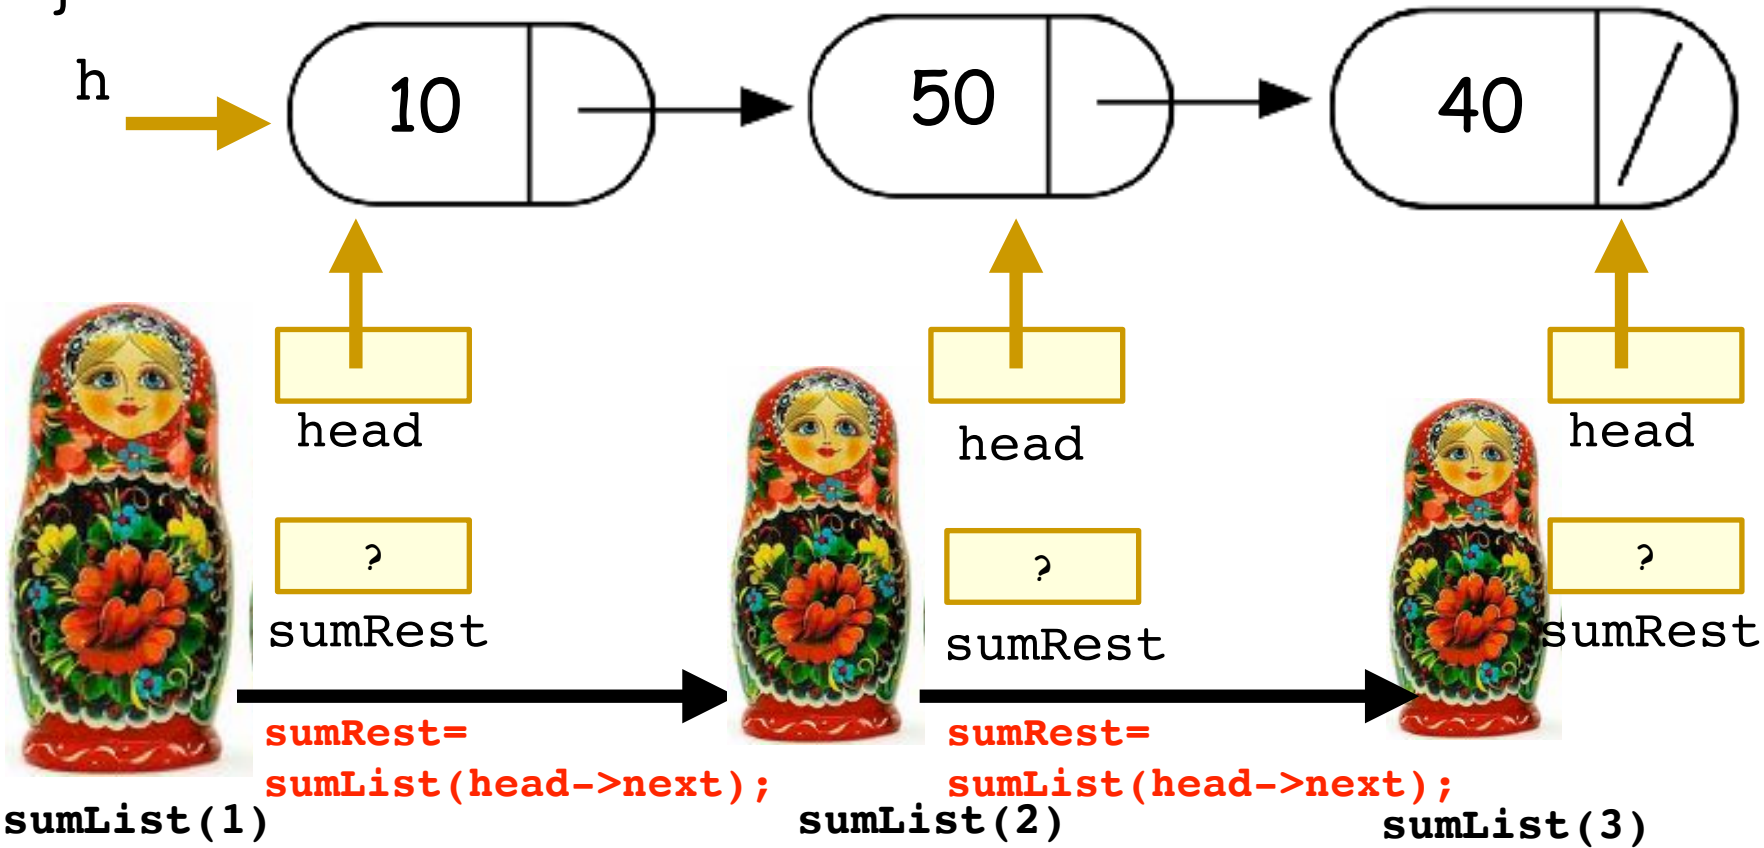 }
h
10
50
40
head
head
head
?
?
?
sumRest
sumRest
sumRest
sumRest=
sumList(head->next);
sumRest=
sumList(head->next);
sumList(1)
sumList(2)
sumList(3)